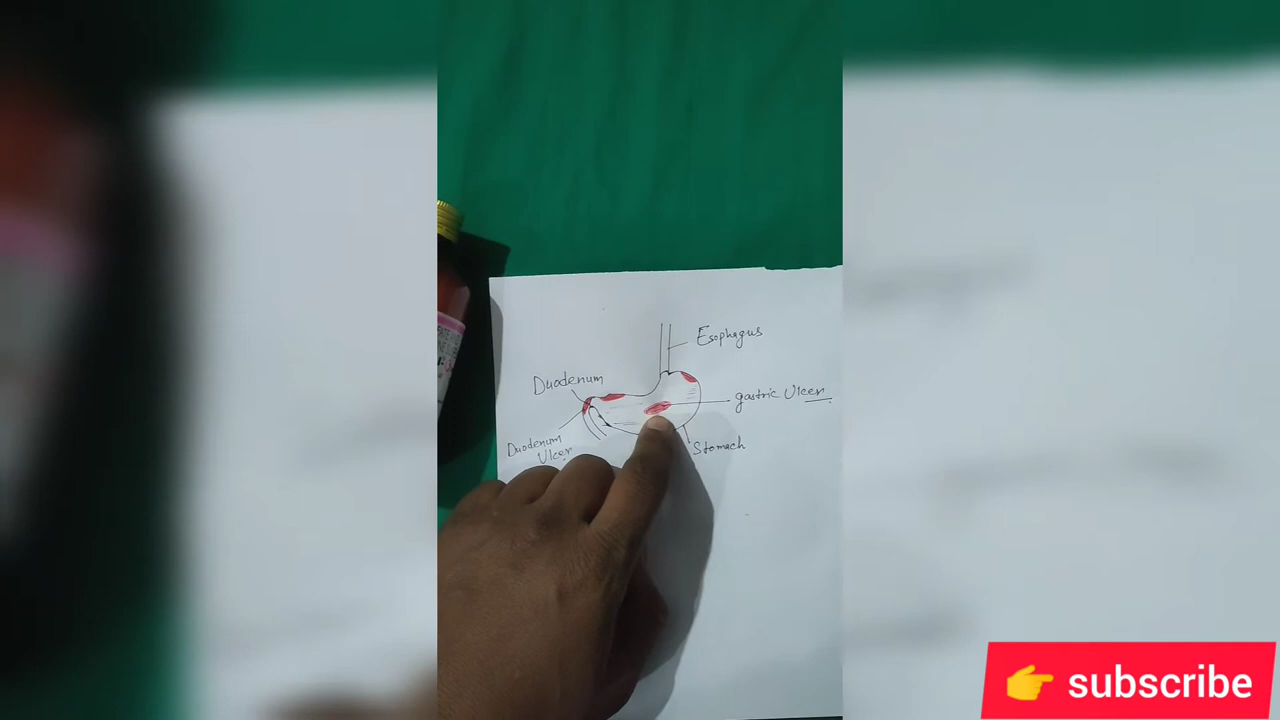 Esophagus
Duodenum
gastric Ulcer
Duodenum
Ulcer
Stomach
👉 subscribe